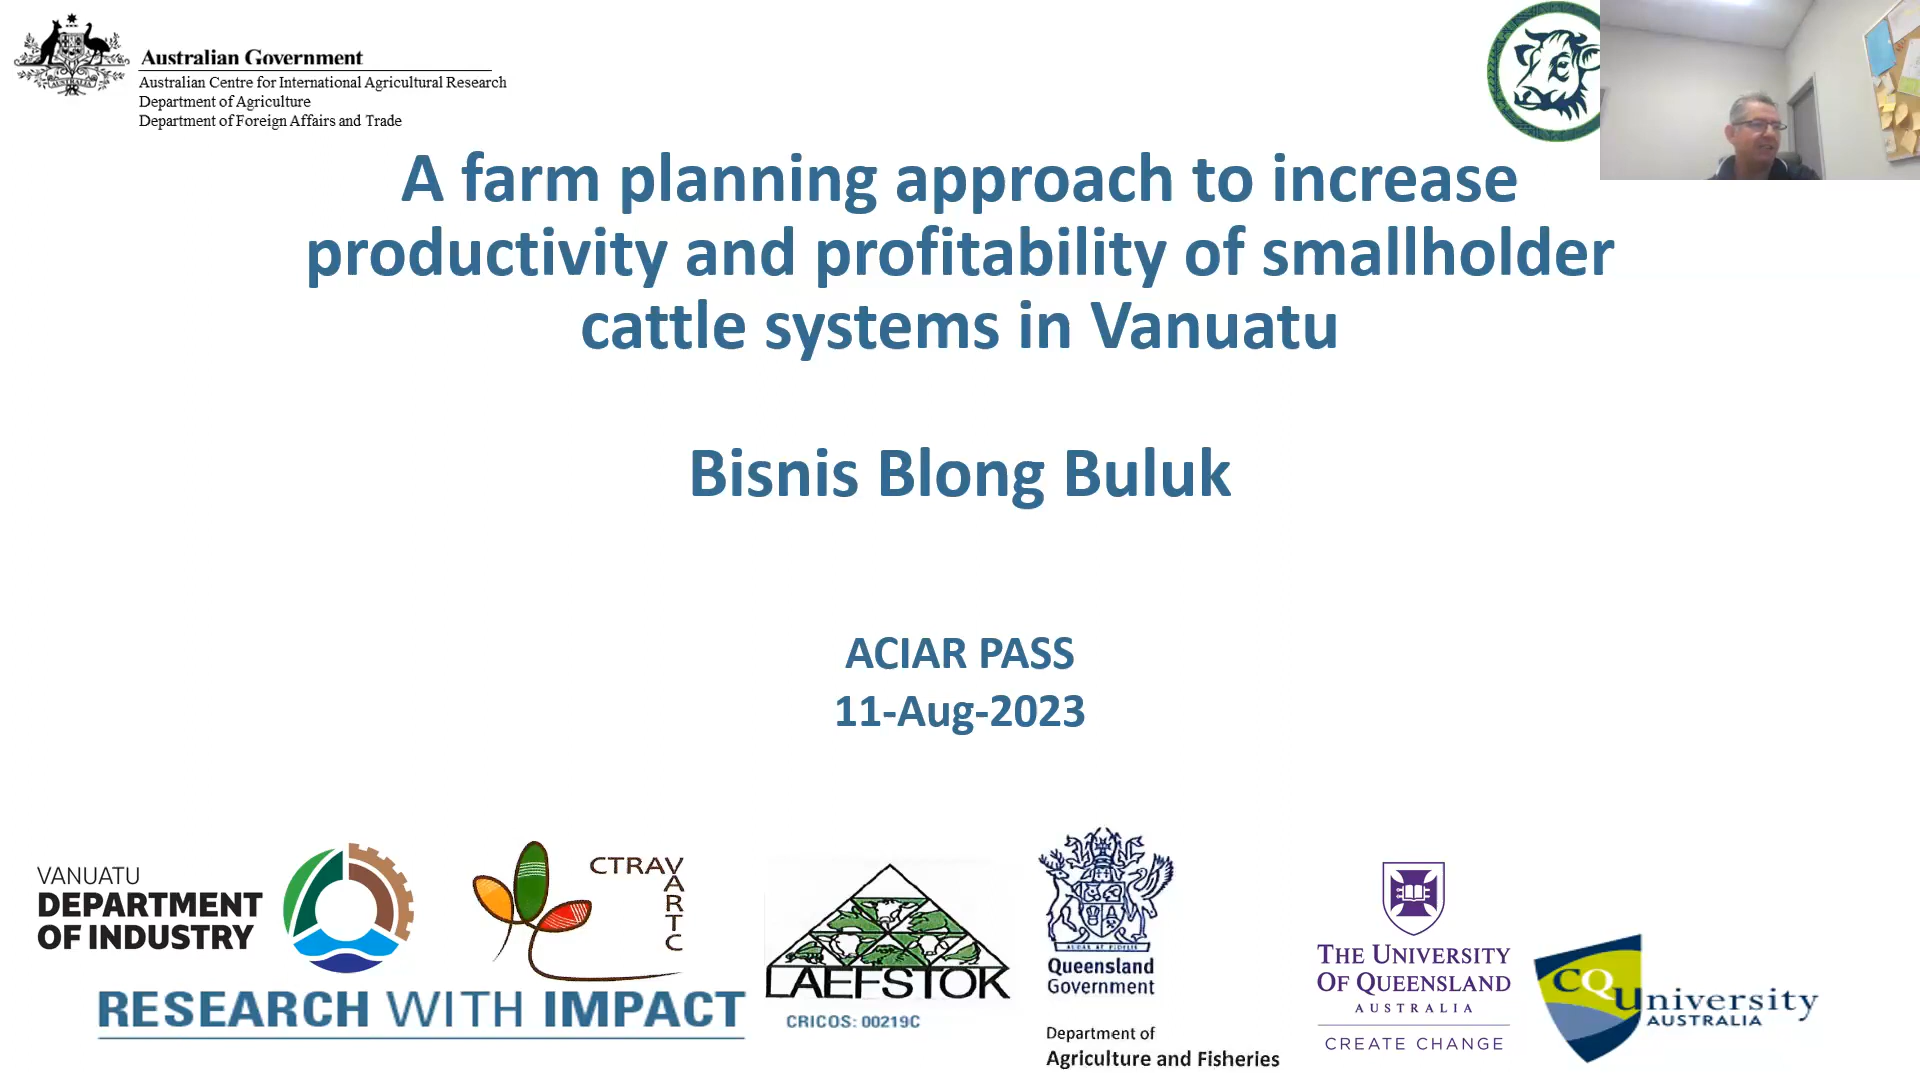 Australian Government
Australian Centre for International Agricultural Research
Department of Agriculture
Department of Foreign Affairs and Trade
A farm planning approach to increase
productivity and profitability of smallholder
cattle systems in Vanuatu
Bisnis Blong Buluk
ACIAR PASS
11-Aug-2023
VANUATU
DEPARTMENT
OF INDUSTRY
CTRAV
VARTC
LAEFSTOK
CRICOS: 00219C
RESEARCH WITH IMPACT
Queensland
Government
Department of
Agriculture and Fisheries
THE UNIVERSITY
OF QUEENSLAND
AUSTRALIA
CREATE CHANGE
CQUniversity
AUSTRALIA